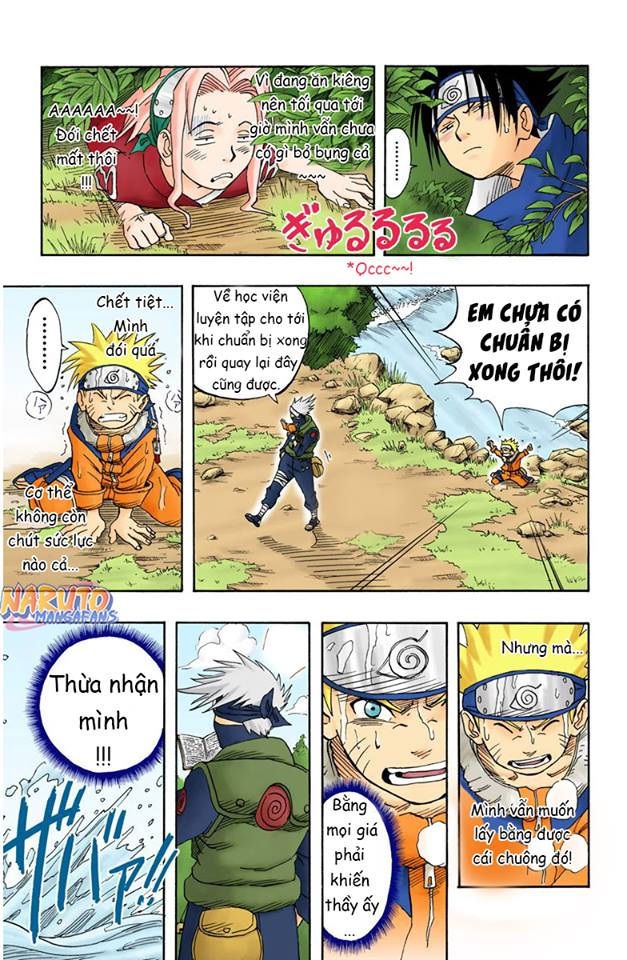 . . . . . . . .
Vì đang ăn kiêng
nên tối qua tới
giờ mình vẫn chưa
có gì bỏ bụng cả ~~
AAAAAA~~!
Đói chết
mất thôi
!!!
ぎゅるるるる
*Occc~~!
EM CHƯA CÓ
CHUẨN BỊ
XONG THÔI!
Về học viện
luyện tập cho tới
khi chuẩn bị xong
rồi quay lại đây
cũng được.
Chết tiệt...
Mình
đói quá
. . . . . . . .
Cơ thể
không còn
chút sức lực
nào cả...
NARUTO
MANGAFANS
Nhưng mà...
Mình vẫn muốn
lấy bằng được
cái chuông đó!
Bằng
mọi giá
phải
khiến
thầy ấy
...
Thừa nhận
mình
!!!
ザバァ!!